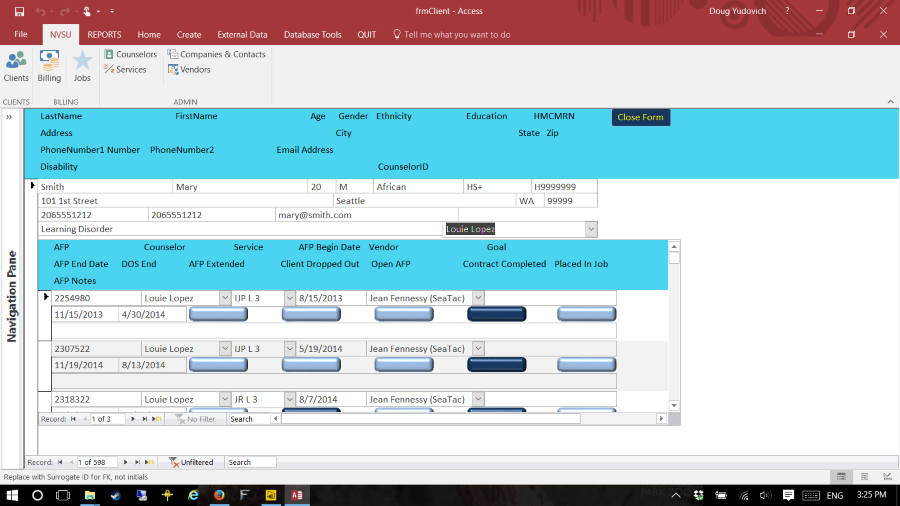 frmClient - Access
Doug Yudovich ?
File NVSU REPORTS Home Create External Data Database Tools QUIT Tell me what you want to do
Clients
CLIENTS
Billing Jobs
BILLING
Counselors
Services
Companies & Contacts
Vendors
ADMIN
Navigation Pane
LastName FirstName Age Gender Ethnicity Education HMCMRN
Close Form
Address City State Zip
PhoneNumber1 Number PhoneNumber2 Email Address
Disability CounselorID
Smith Mary 20 M African HS+ H9999999
101 1st Street Seattle WA 99999
2065551212 2065551212 mary@smith.com
Learning Disorder Louie Lopez
AFP Counselor Service AFP Begin Date Vendor Goal
AFP End Date DOS End AFP Extended Client Dropped Out Open AFP Contract Completed Placed In Job
AFP Notes
2254980 Louie Lopez IJP L 3 8/15/2013 Jean Fennessy (SeaTac)
11/15/2013 4/30/2014
2307522 Louie Lopez IJP L 3 5/19/2014 Jean Fennessy (SeaTac)
11/19/2014 8/13/2014
2318322 Louie Lopez JR L 3 8/7/2014 Jean Fennessy (SeaTac)
Record: 1 of 3 No Filter Search
Record: 1 of 598 Unfiltered Search
Replace with Surrogate ID for FK, not initials
ENG 3:25 PM